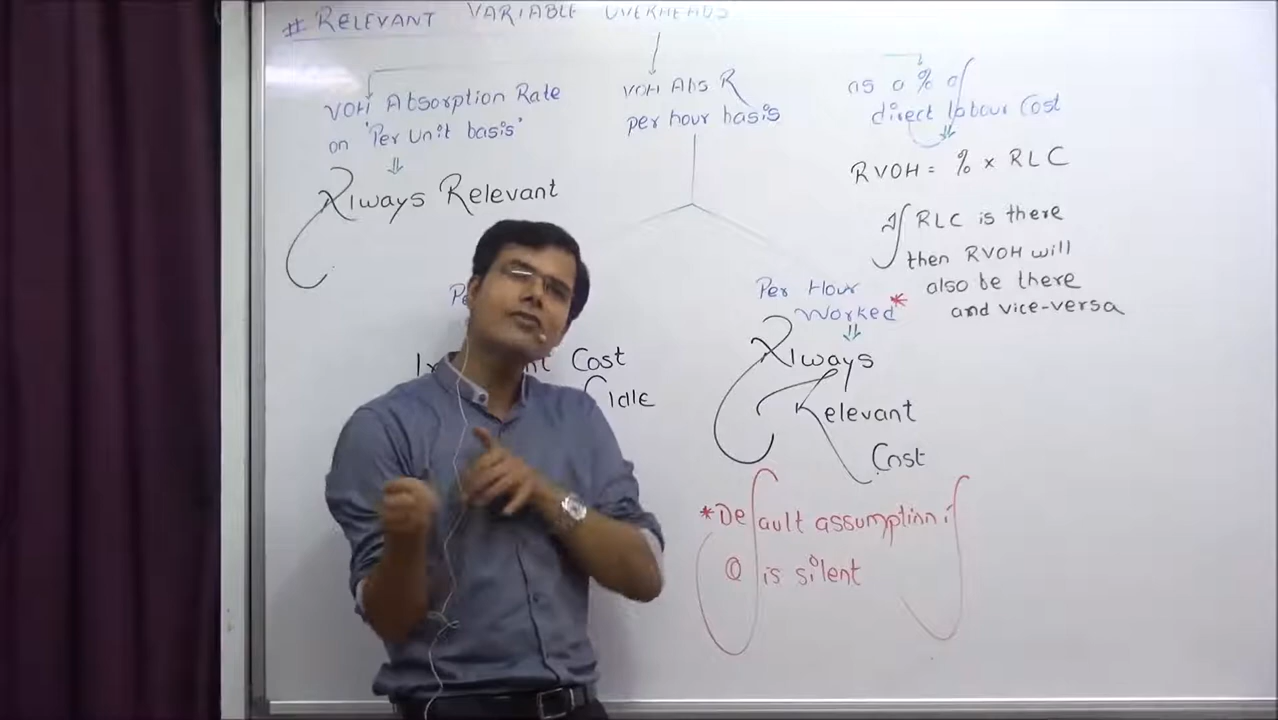 # RELEVANT VARIABLE OVERHEADS
VOH Absorption Rate
on 'Per Unit basis'
⇓
Always Relevant
VOH Abs R
per hour basis
Per Hour
Worked*
⇓
Always
Relevant
Cost
*Default assumption if
Q is silent
Cost
Idle
as a % of
direct labour Cost
⇓
RVOH = % × RLC
If RLC is there
then RVOH will
also be there
and vice-versa